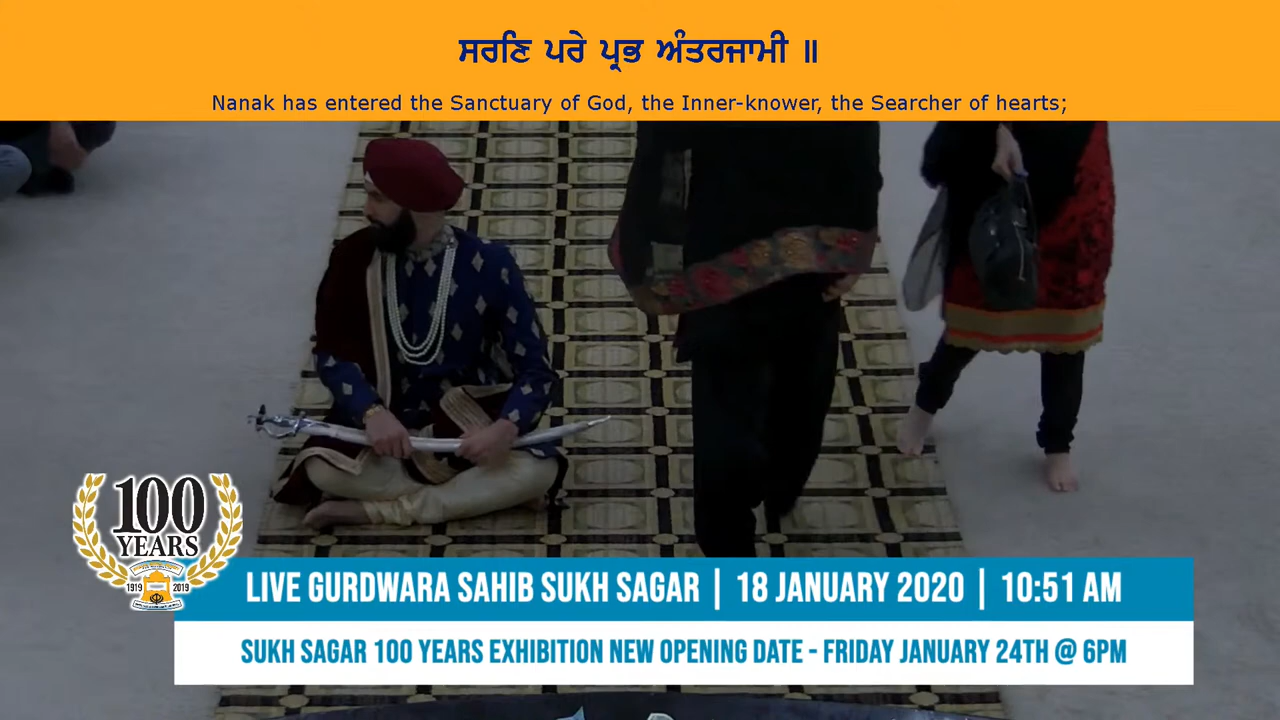 ਸਰਣਿ ਪਰੇ ਪ੍ਰਭ ਅੰਤਰਜਾਮੀ ॥
Nanak has entered the Sanctuary of God, the Inner-knower, the Searcher of hearts;
100
YEARS
1919 2019
LIVE GURDWARA SAHIB SUKH SAGAR | 18 JANUARY 2020 | 10:51 AM
SUKH SAGAR 100 YEARS EXHIBITION NEW OPENING DATE - FRIDAY JANUARY 24TH @ 6PM